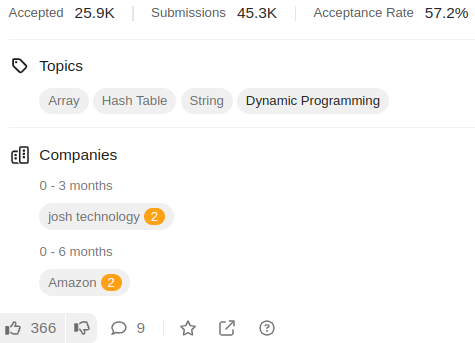 Accepted 25.9K Submissions 45.3K Acceptance Rate 57.2%
Topics
Array Hash Table String Dynamic Programming
Companies
0 - 3 months
josh technology 2
0 - 6 months
Amazon 2
366 9